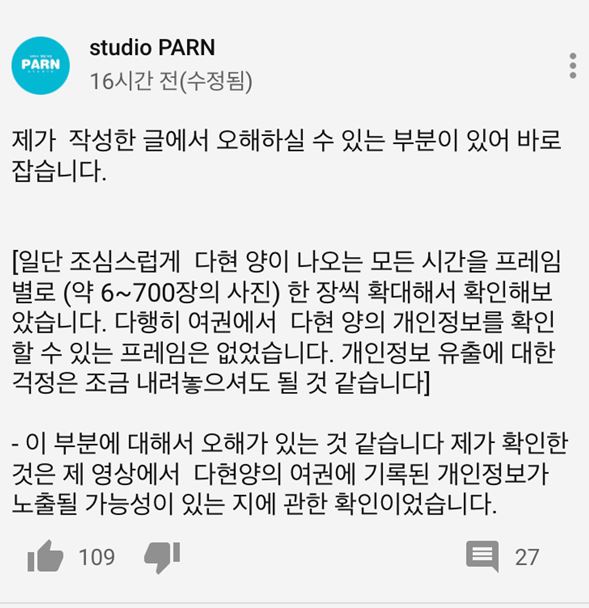 PARN
STUDIO
studio PARN
16시간 전(수정됨)
제가 작성한 글에서 오해하실 수 있는 부분이 있어 바로
잡습니다.
[일단 조심스럽게 다현 양이 나오는 모든 시간을 프레임
별로 (약 6~700장의 사진) 한 장씩 확대해서 확인해보
았습니다. 다행히 여권에서 다현 양의 개인정보를 확인
할 수 있는 프레임은 없었습니다. 개인정보 유출에 대한
걱정은 조금 내려놓으셔도 될 것 같습니다]
- 이 부분에 대해서 오해가 있는 것 같습니다 제가 확인한
것은 제 영상에서 다현양의 여권에 기록된 개인정보가
노출될 가능성이 있는 지에 관한 확인이었습니다.
109
27